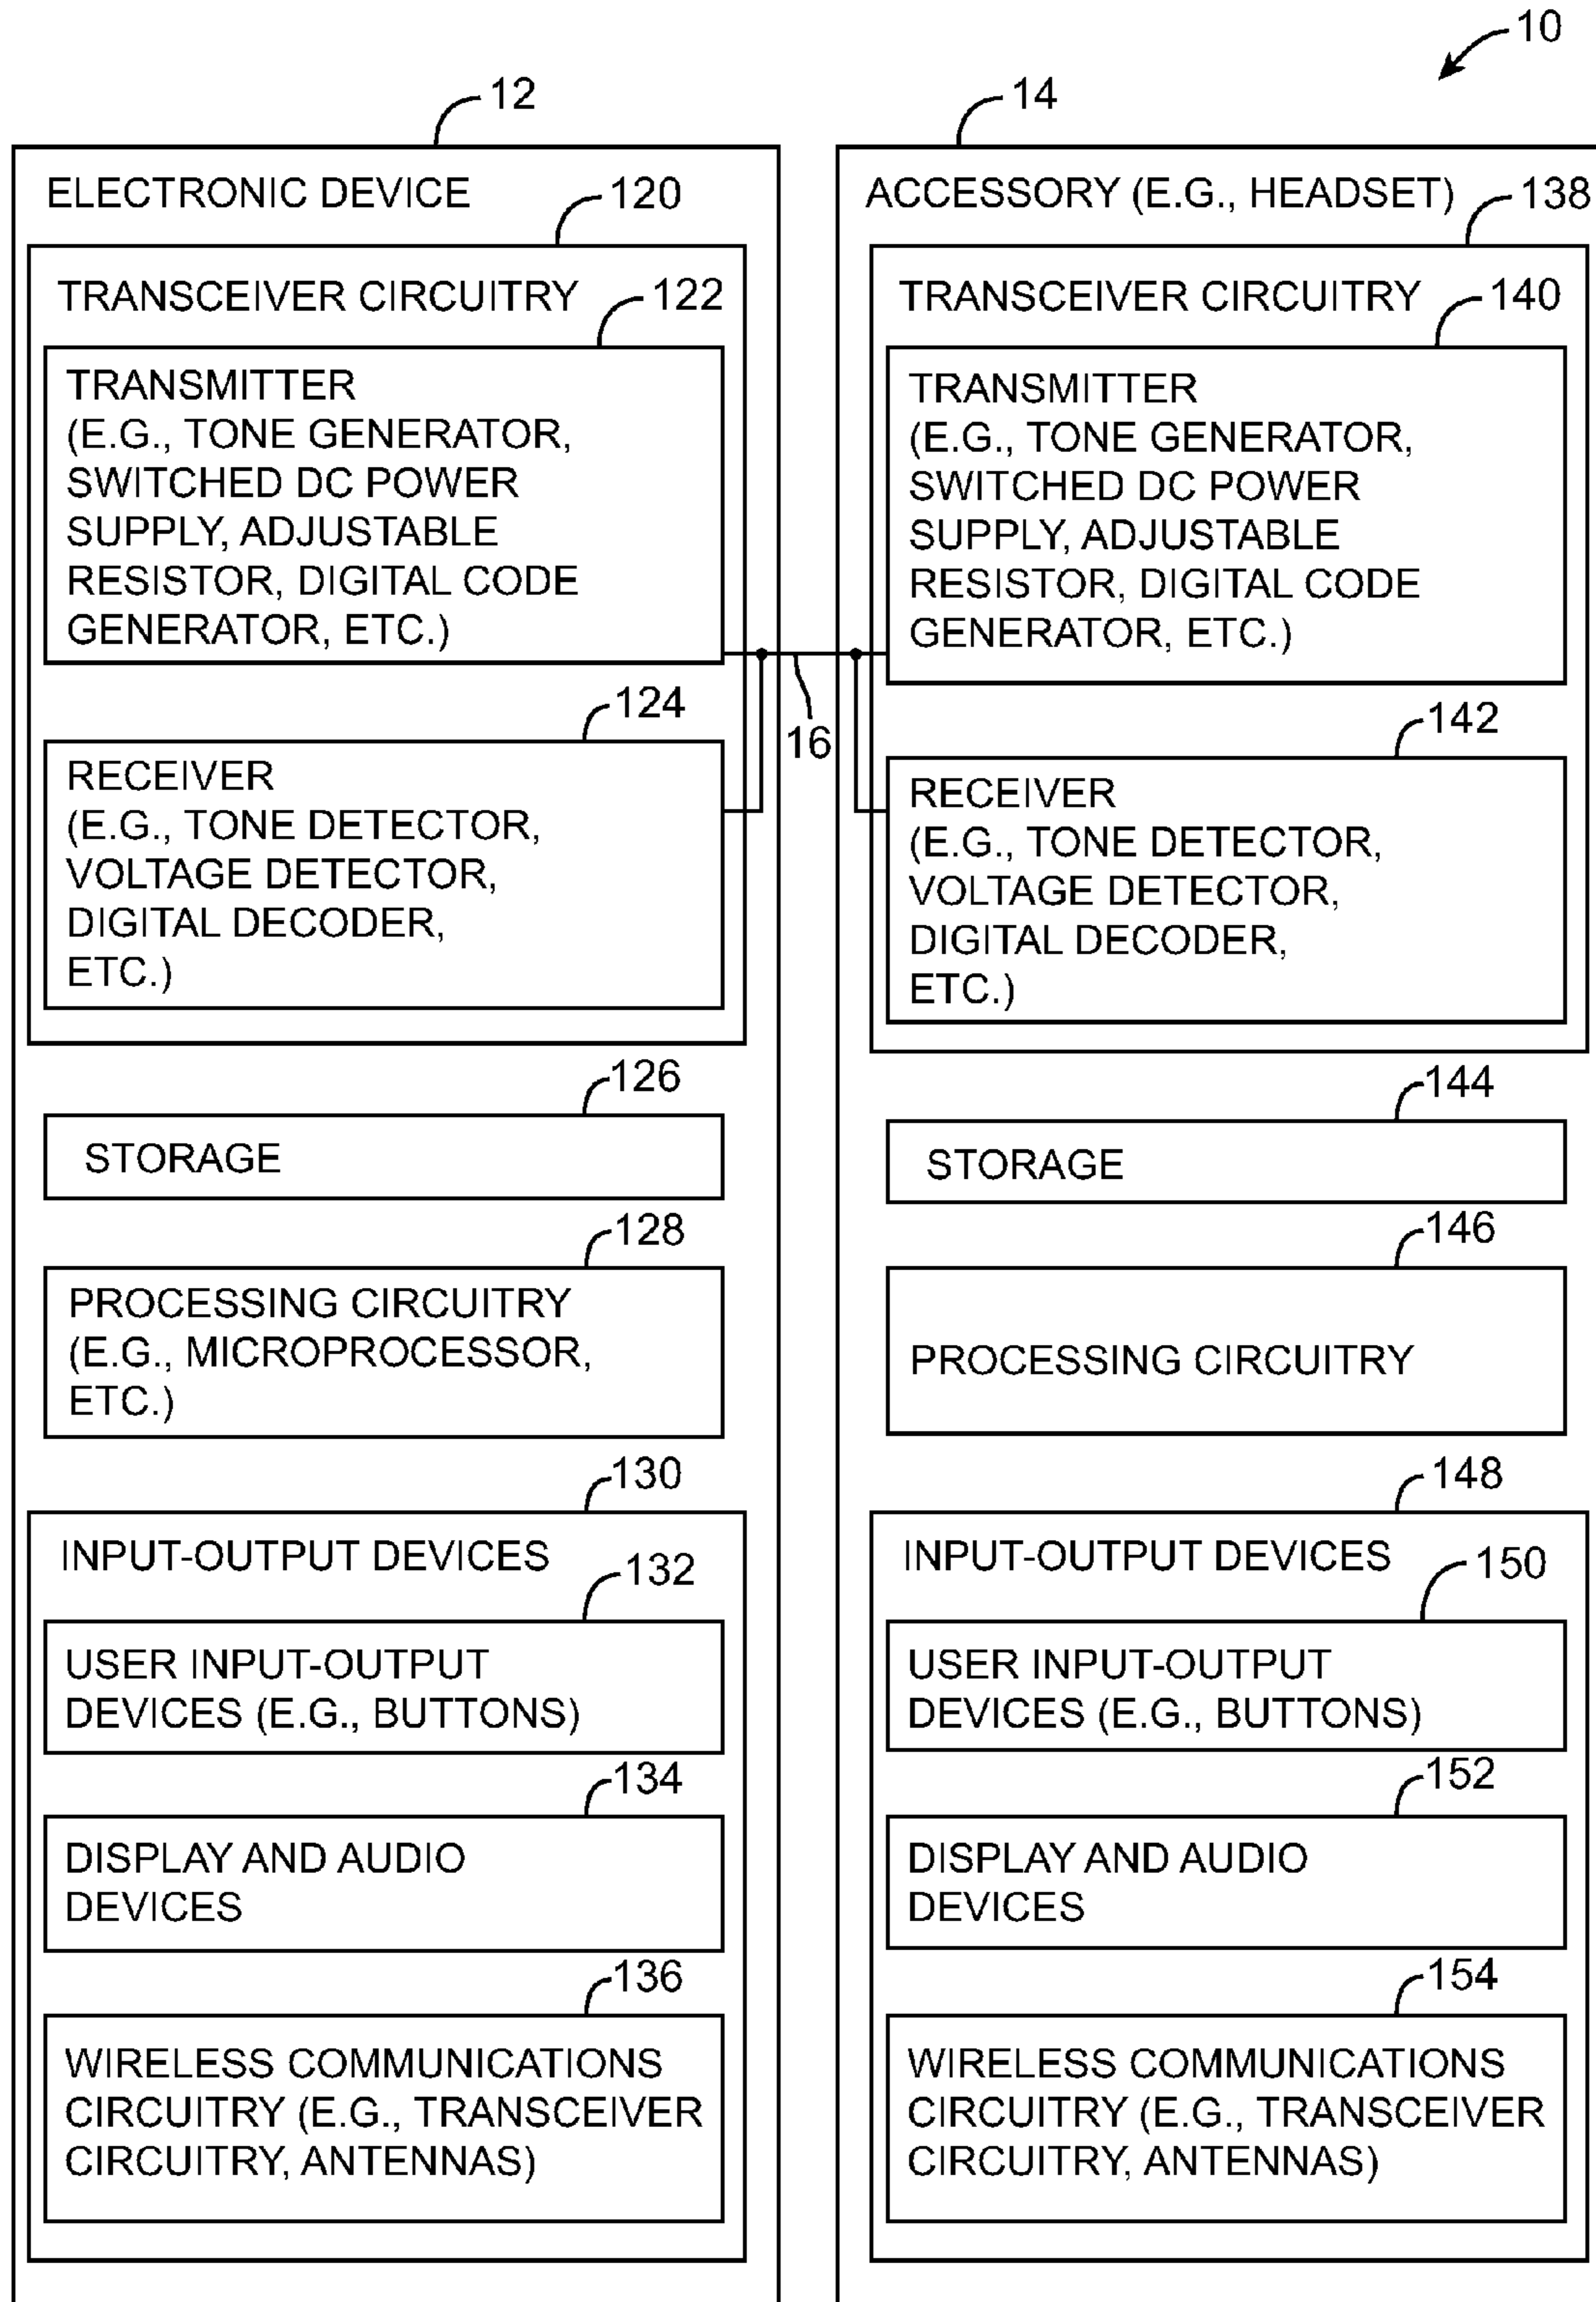 10
12
ELECTRONIC DEVICE
120
TRANSCEIVER CIRCUITRY
122
TRANSMITTER
(E.G., TONE GENERATOR,
SWITCHED DC POWER
SUPPLY, ADJUSTABLE
RESISTOR, DIGITAL CODE
GENERATOR, ETC.)
124
RECEIVER
(E.G., TONE DETECTOR,
VOLTAGE DETECTOR,
DIGITAL DECODER,
ETC.)
126
STORAGE
128
PROCESSING CIRCUITRY
(E.G., MICROPROCESSOR,
ETC.)
130
INPUT-OUTPUT DEVICES
132
USER INPUT-OUTPUT
DEVICES (E.G., BUTTONS)
134
DISPLAY AND AUDIO
DEVICES
136
WIRELESS COMMUNICATIONS
CIRCUITRY (E.G., TRANSCEIVER
CIRCUITRY, ANTENNAS)
16
14
ACCESSORY (E.G., HEADSET)
138
TRANSCEIVER CIRCUITRY
140
TRANSMITTER
(E.G., TONE GENERATOR,
SWITCHED DC POWER
SUPPLY, ADJUSTABLE
RESISTOR, DIGITAL CODE
GENERATOR, ETC.)
142
RECEIVER
(E.G., TONE DETECTOR,
VOLTAGE DETECTOR,
DIGITAL DECODER,
ETC.)
144
STORAGE
146
PROCESSING CIRCUITRY
148
INPUT-OUTPUT DEVICES
150
USER INPUT-OUTPUT
DEVICES (E.G., BUTTONS)
152
DISPLAY AND AUDIO
DEVICES
154
WIRELESS COMMUNICATIONS
CIRCUITRY (E.G., TRANSCEIVER
CIRCUITRY, ANTENNAS)